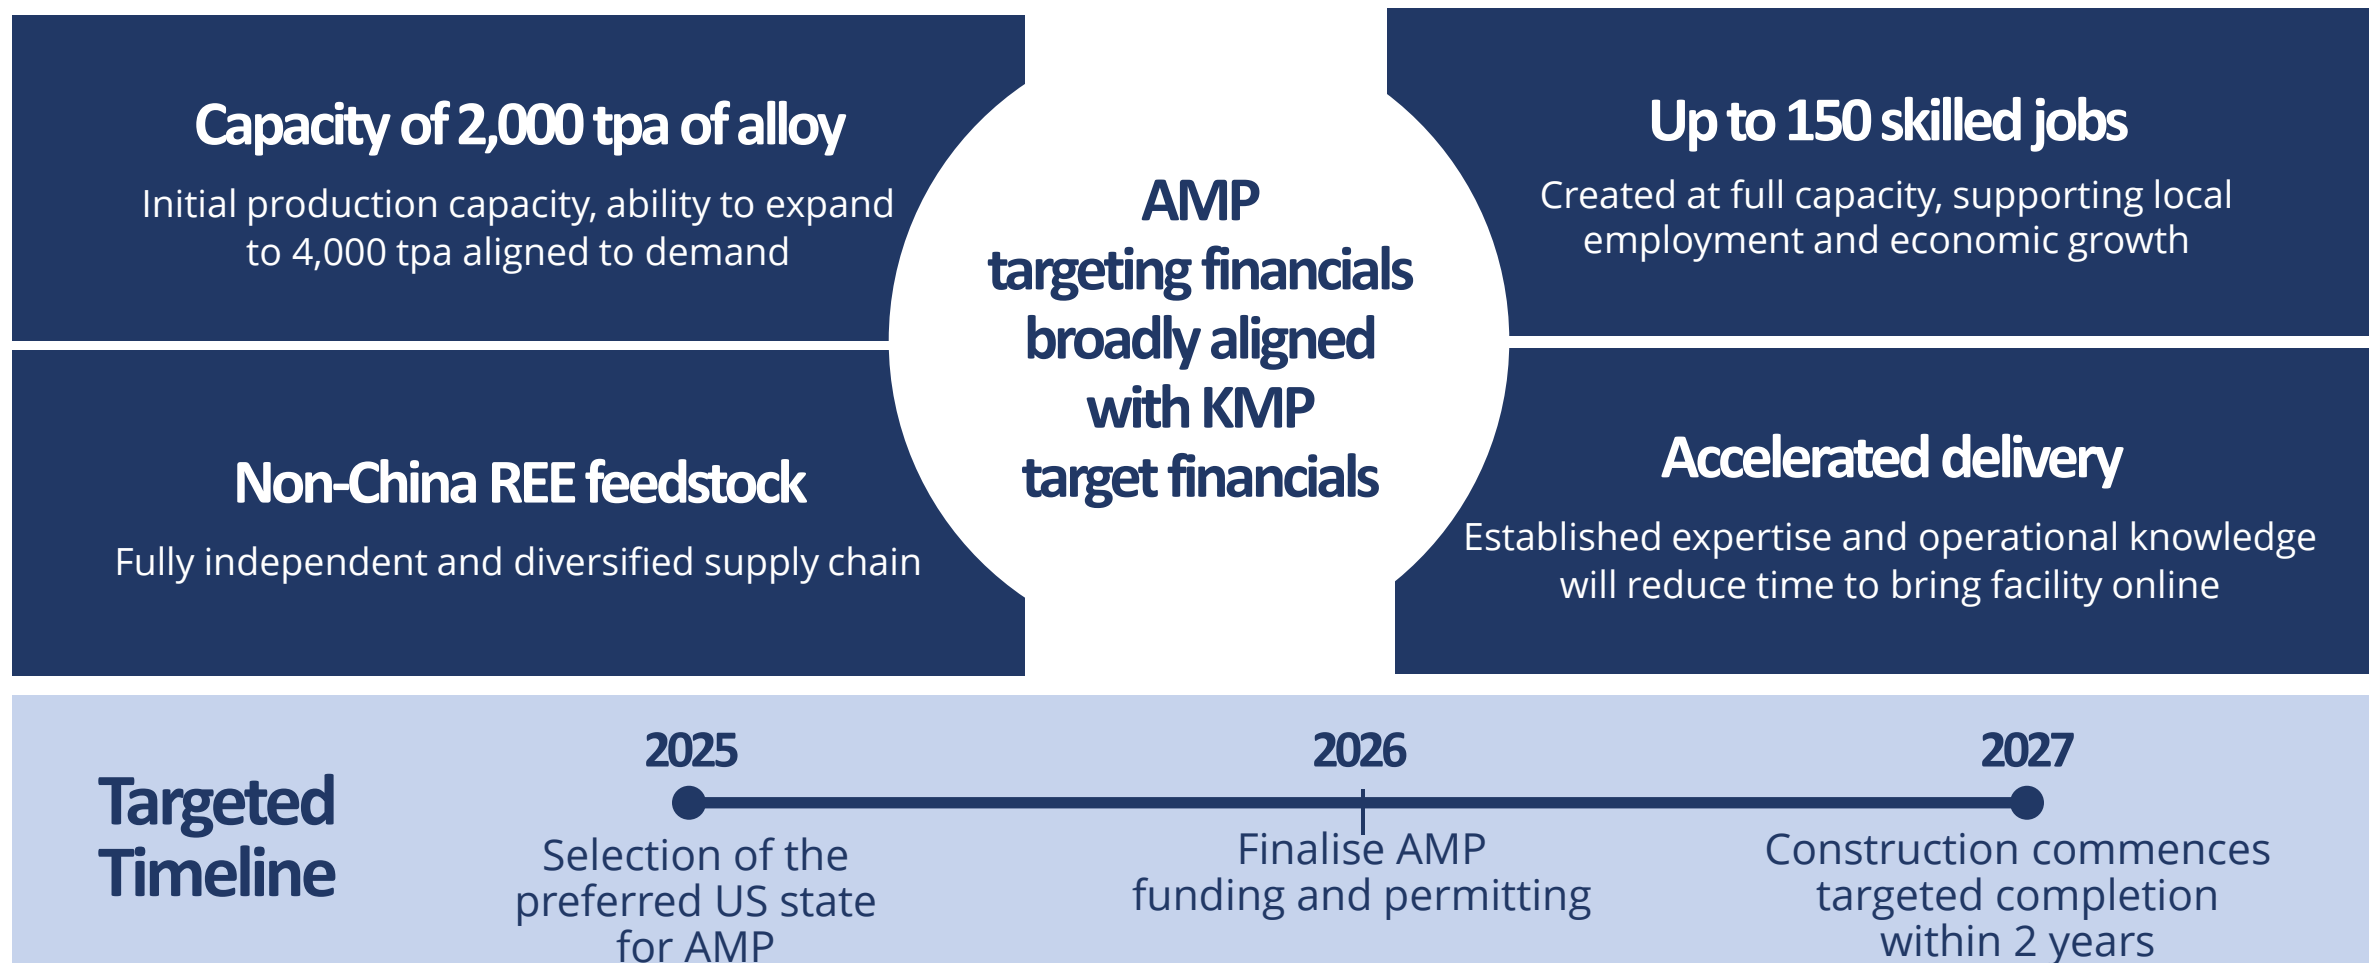 Capacity of 2,000 tpa of alloy
Initial production capacity, ability to expand
to 4,000 tpa aligned to demand
Non-China REE feedstock
Fully independent and diversified supply chain
AMP
targeting financials
broadly aligned
with KMP
target financials
Up to 150 skilled jobs
Created at full capacity, supporting local
employment and economic growth
Accelerated delivery
Established expertise and operational knowledge
will reduce time to bring facility online
Targeted
Timeline
2025
Selection of the
preferred US state
for AMP
2026
Finalise AMP
funding and permitting
2027
Construction commences
targeted completion
within 2 years